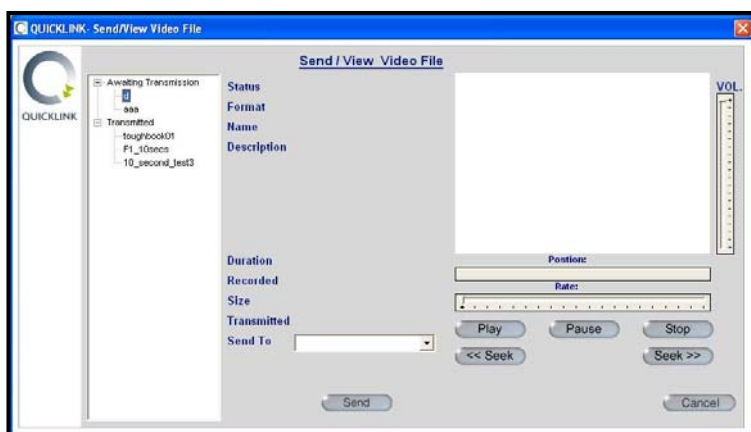 QUICKLINK- Send/View Video File
Send / View Video File
QUICKLINK
Awaiting Transmission
d
aaa
Transmitted
toughbook01
F1_10secs
10_second_test3
Status
Format
Name
Description
Duration
Recorded
Size
Transmitted
Send To
VOL.
Postion:
Rate:
Play
Pause
Stop
<< Seek
Seek >>
Send
Cancel